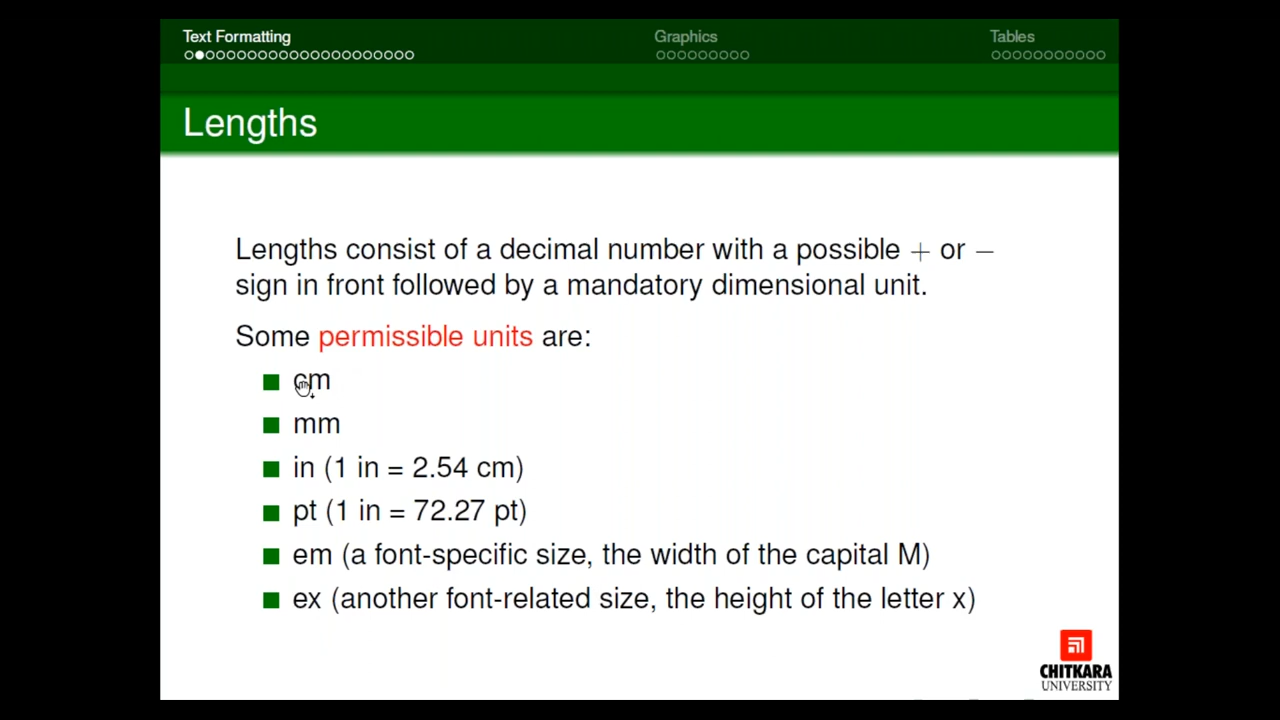 Text Formatting
Graphics
Tables
Lengths
Lengths consist of a decimal number with a possible + or −
sign in front followed by a mandatory dimensional unit.
Some permissible units are:
cm
mm
in (1 in = 2.54 cm)
pt (1 in = 72.27 pt)
em (a font-specific size, the width of the capital M)
ex (another font-related size, the height of the letter x)
CHITKARA
UNIVERSITY